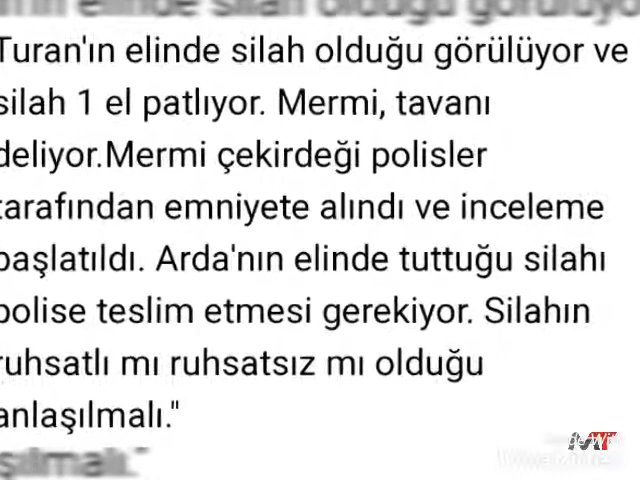 Turan'ın elinde silah olduğu görülüyor ve
silah 1 el patlıyor. Mermi, tavanı
deliyor.Mermi çekirdeği polisler
tarafından emniyete alındı ve inceleme
başlatıldı. Arda'nın elinde tuttuğu silahı
polise teslim etmesi gerekiyor. Silahın
ruhsatlı mı ruhsatsız mı olduğu
anlaşılmalı."